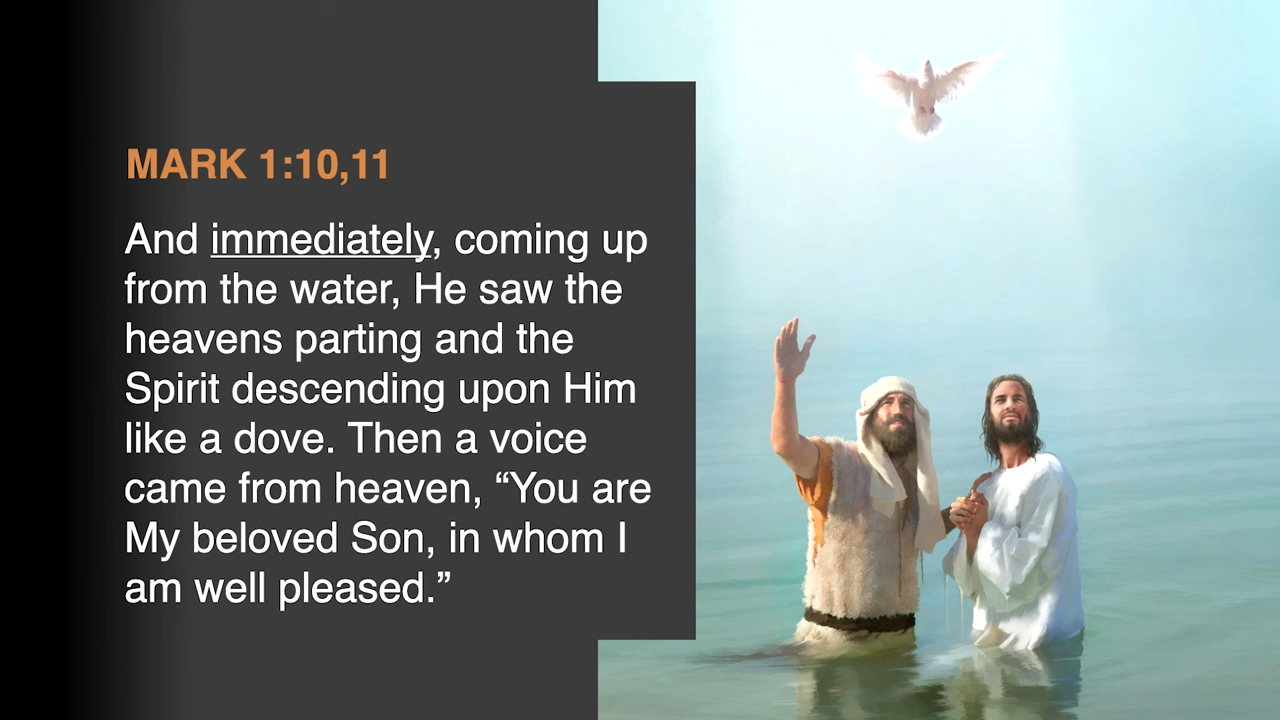 MARK 1:10,11
And immediately, coming up
from the water, He saw the
heavens parting and the
Spirit descending upon Him
like a dove. Then a voice
came from heaven, “You are
My beloved Son, in whom I
am well pleased.”